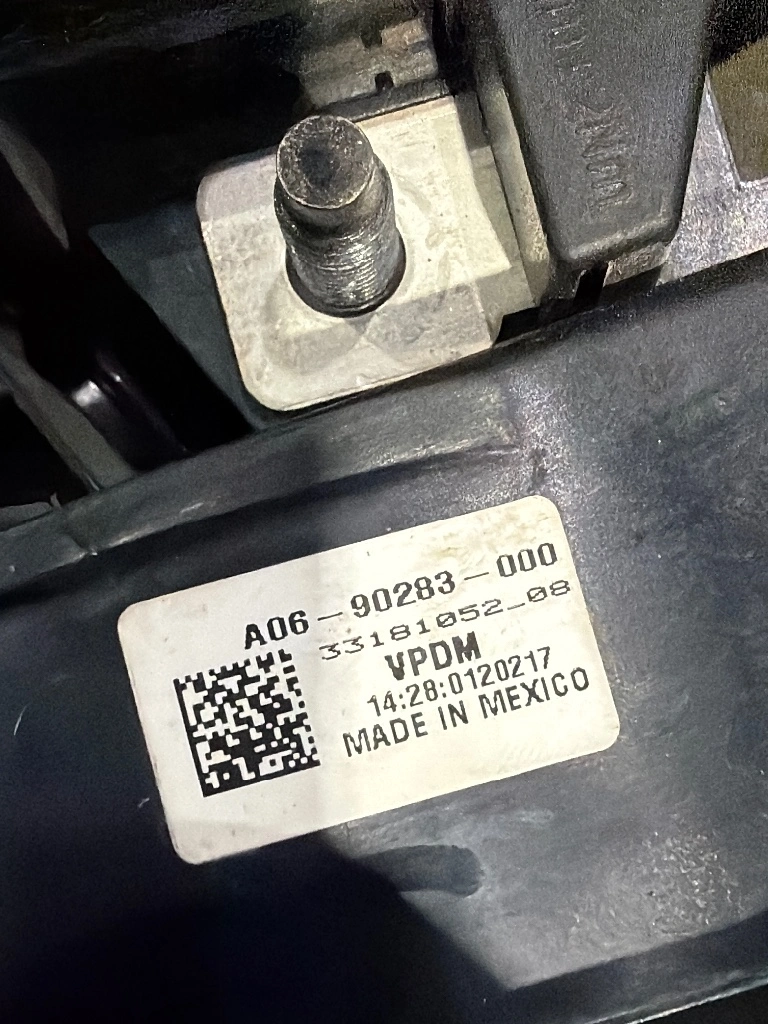 A06-90283-000
33181052_08
VPDM
14:28:0120217
MADE IN MEXICO